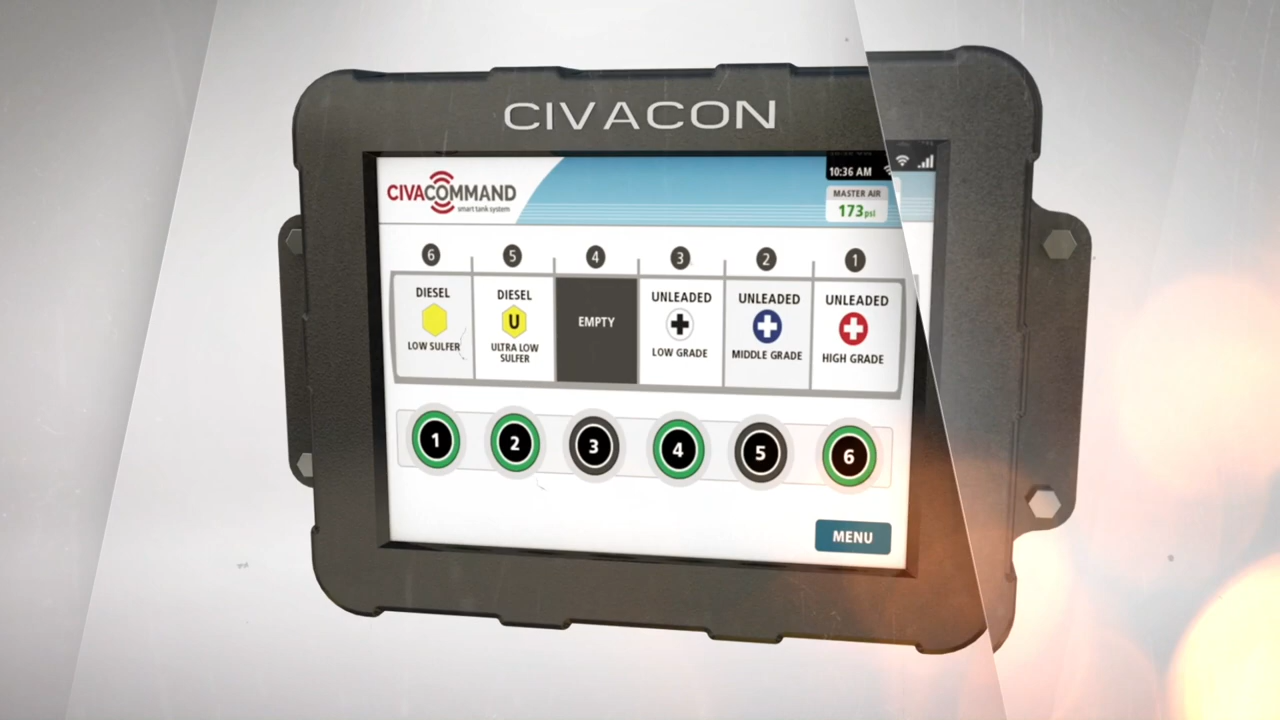 CIVACON
CIVACOMMAND
smart tank system
10:36 AM
MASTER AIR
173psi
6 5 4 3 2 1
DIESEL
LOW SULFER
DIESEL
U
ULTRA LOW
SULFER
EMPTY
UNLEADED
LOW GRADE
UNLEADED
MIDDLE GRADE
UNLEADED
HIGH GRADE
1 2 3 4 5 6
MENU